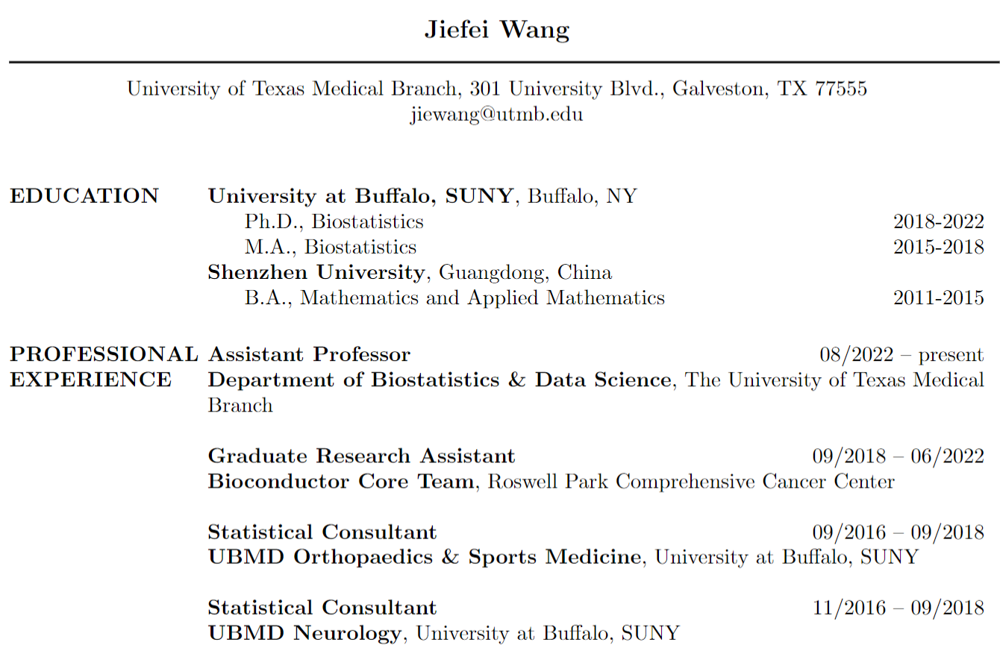 Jiefei Wang
University of Texas Medical Branch, 301 University Blvd., Galveston, TX 77555
jiewang@utmb.edu
EDUCATION University at Buffalo, SUNY, Buffalo, NY
Ph.D., Biostatistics 2018-2022
M.A., Biostatistics 2015-2018
Shenzhen University, Guangdong, China
B.A., Mathematics and Applied Mathematics 2011-2015
PROFESSIONAL Assistant Professor 08/2022 – present
EXPERIENCE Department of Biostatistics & Data Science, The University of Texas Medical
Branch
Graduate Research Assistant 09/2018 – 06/2022
Bioconductor Core Team, Roswell Park Comprehensive Cancer Center
Statistical Consultant 09/2016 – 09/2018
UBMD Orthopaedics & Sports Medicine, University at Buffalo, SUNY
Statistical Consultant 11/2016 – 09/2018
UBMD Neurology, University at Buffalo, SUNY